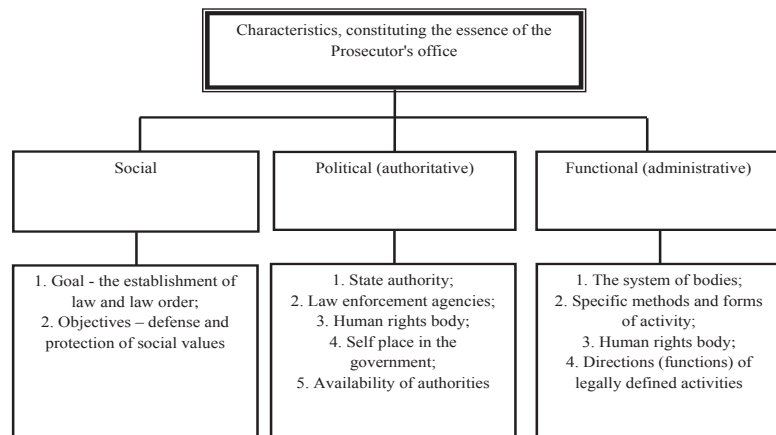 Characteristics, constituting the essence of the
Prosecutor's office
Social
Political (authoritative)
Functional (administrative)
1. Goal - the establishment of
law and law order;
2. Objectives – defense and
protection of social values
1. State authority;
2. Law enforcement agencies;
3. Human rights body;
4. Self place in the
government;
5. Availability of authorities
1. The system of bodies;
2. Specific methods and forms
of activity;
3. Human rights body;
4. Directions (functions) of
legally defined activities